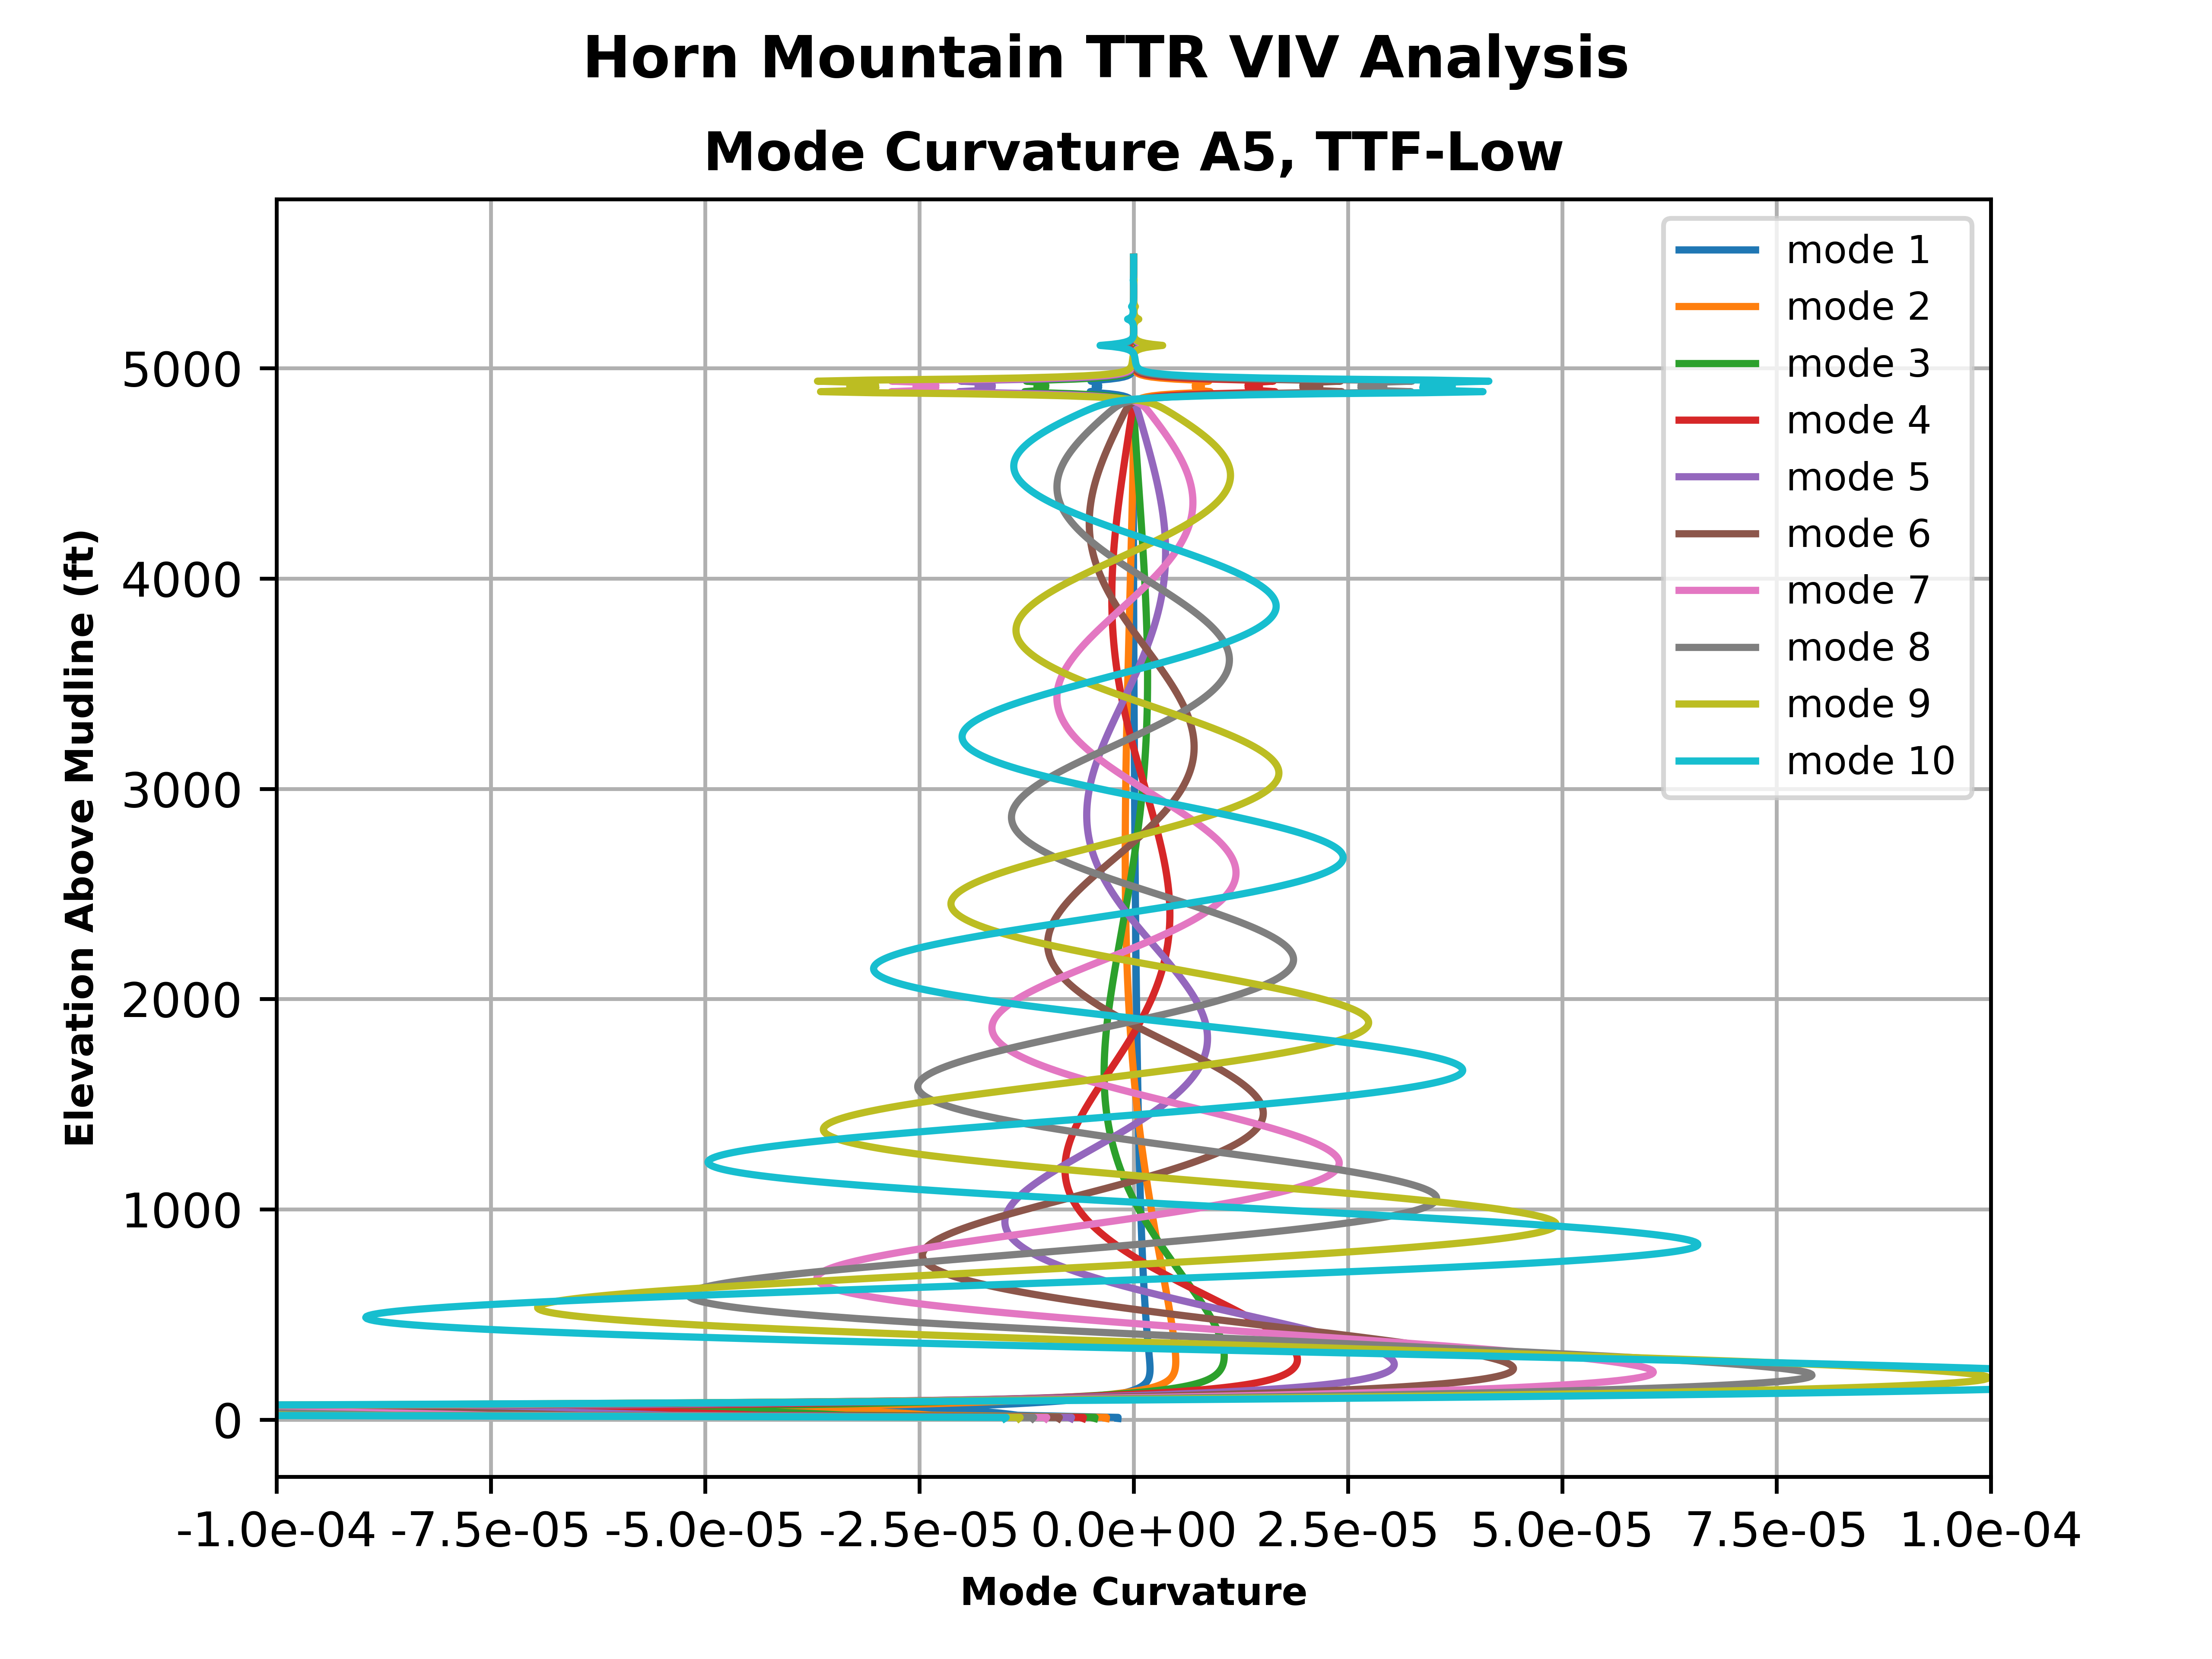 Horn Mountain TTR VIV Analysis
Mode Curvature A5, TTF-Low
mode 1
mode 2
mode 3
mode 4
mode 5
mode 6
mode 7
mode 8
mode 9
mode 10
Elevation Above Mudline (ft)
5000
4000
3000
2000
1000
0
-1.0e-04 -7.5e-05 -5.0e-05 -2.5e-05 0.0e+00 2.5e-05 5.0e-05 7.5e-05 1.0e-04
Mode Curvature